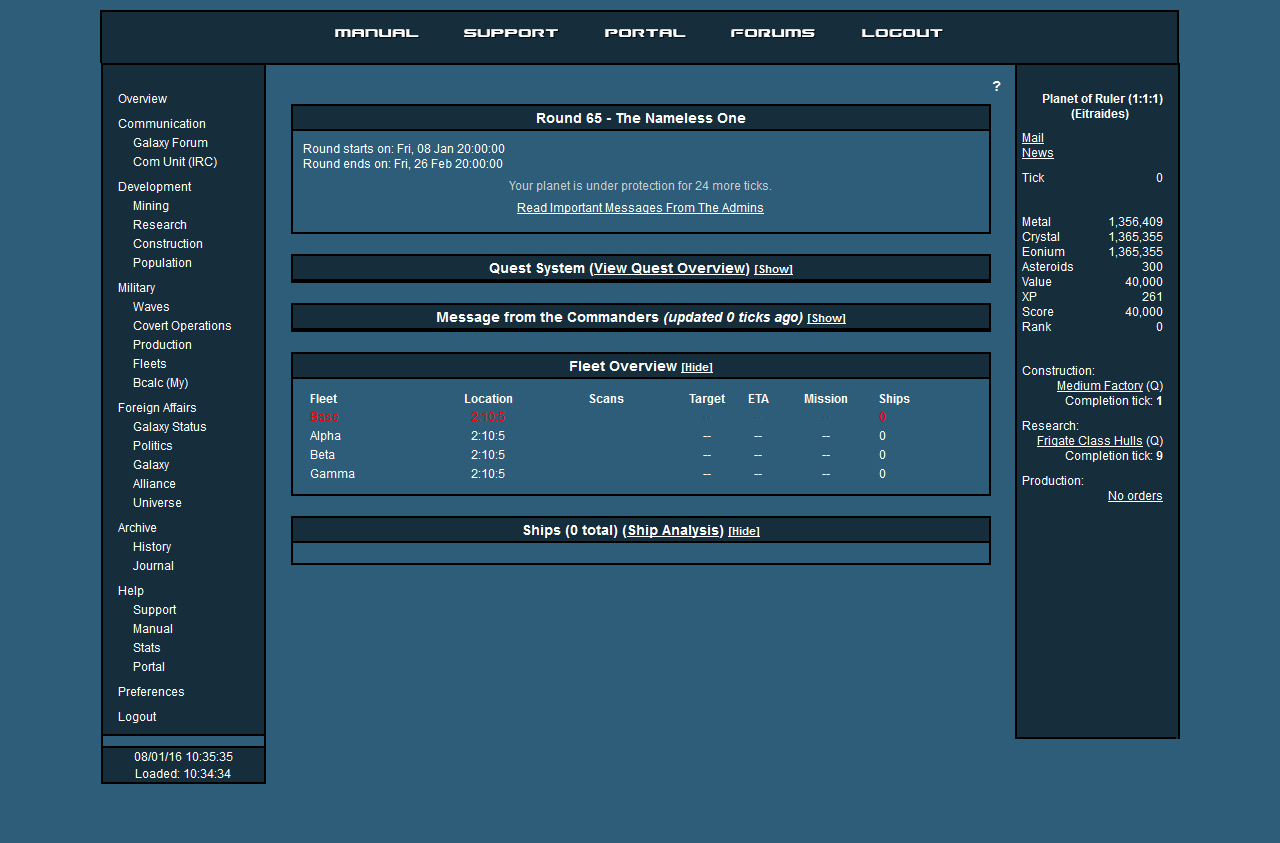 MANUAL SUPPORT PORTAL FORUMS LOGOUT
Overview
Communication
Galaxy Forum
Com Unit (IRC)
Development
Mining
Research
Construction
Population
Military
Waves
Covert Operations
Production
Fleets
Bcalc (My)
Foreign Affairs
Galaxy Status
Politics
Galaxy
Alliance
Universe
Archive
History
Journal
Help
Support
Manual
Stats
Portal
Preferences
Logout
08/01/16 10:35:35
Loaded: 10:34:34
?
Round 65 - The Nameless One
Round starts on: Fri, 08 Jan 20:00:00
Round ends on: Fri, 26 Feb 20:00:00
Your planet is under protection for 24 more ticks.
Read Important Messages From The Admins
Quest System (View Quest Overview) [Show]
Message from the Commanders (updated 0 ticks ago) [Show]
Fleet Overview [Hide]
Fleet Location Scans Target ETA Mission Ships
Base 2:10:5 0
Alpha 2:10:5 -- -- -- 0
Beta 2:10:5 -- -- -- 0
Gamma 2:10:5 -- -- -- 0
Ships (0 total) (Ship Analysis) [Hide]
Planet of Ruler (1:1:1)
(Eitraides)
Mail
News
Tick 0
Metal 1,356,409
Crystal 1,365,355
Eonium 1,365,355
Asteroids 300
Value 40,000
XP 261
Score 40,000
Rank 0
Construction:
Medium Factory (Q)
Completion tick: 1
Research:
Frigate Class Hulls (Q)
Completion tick: 9
Production:
No orders